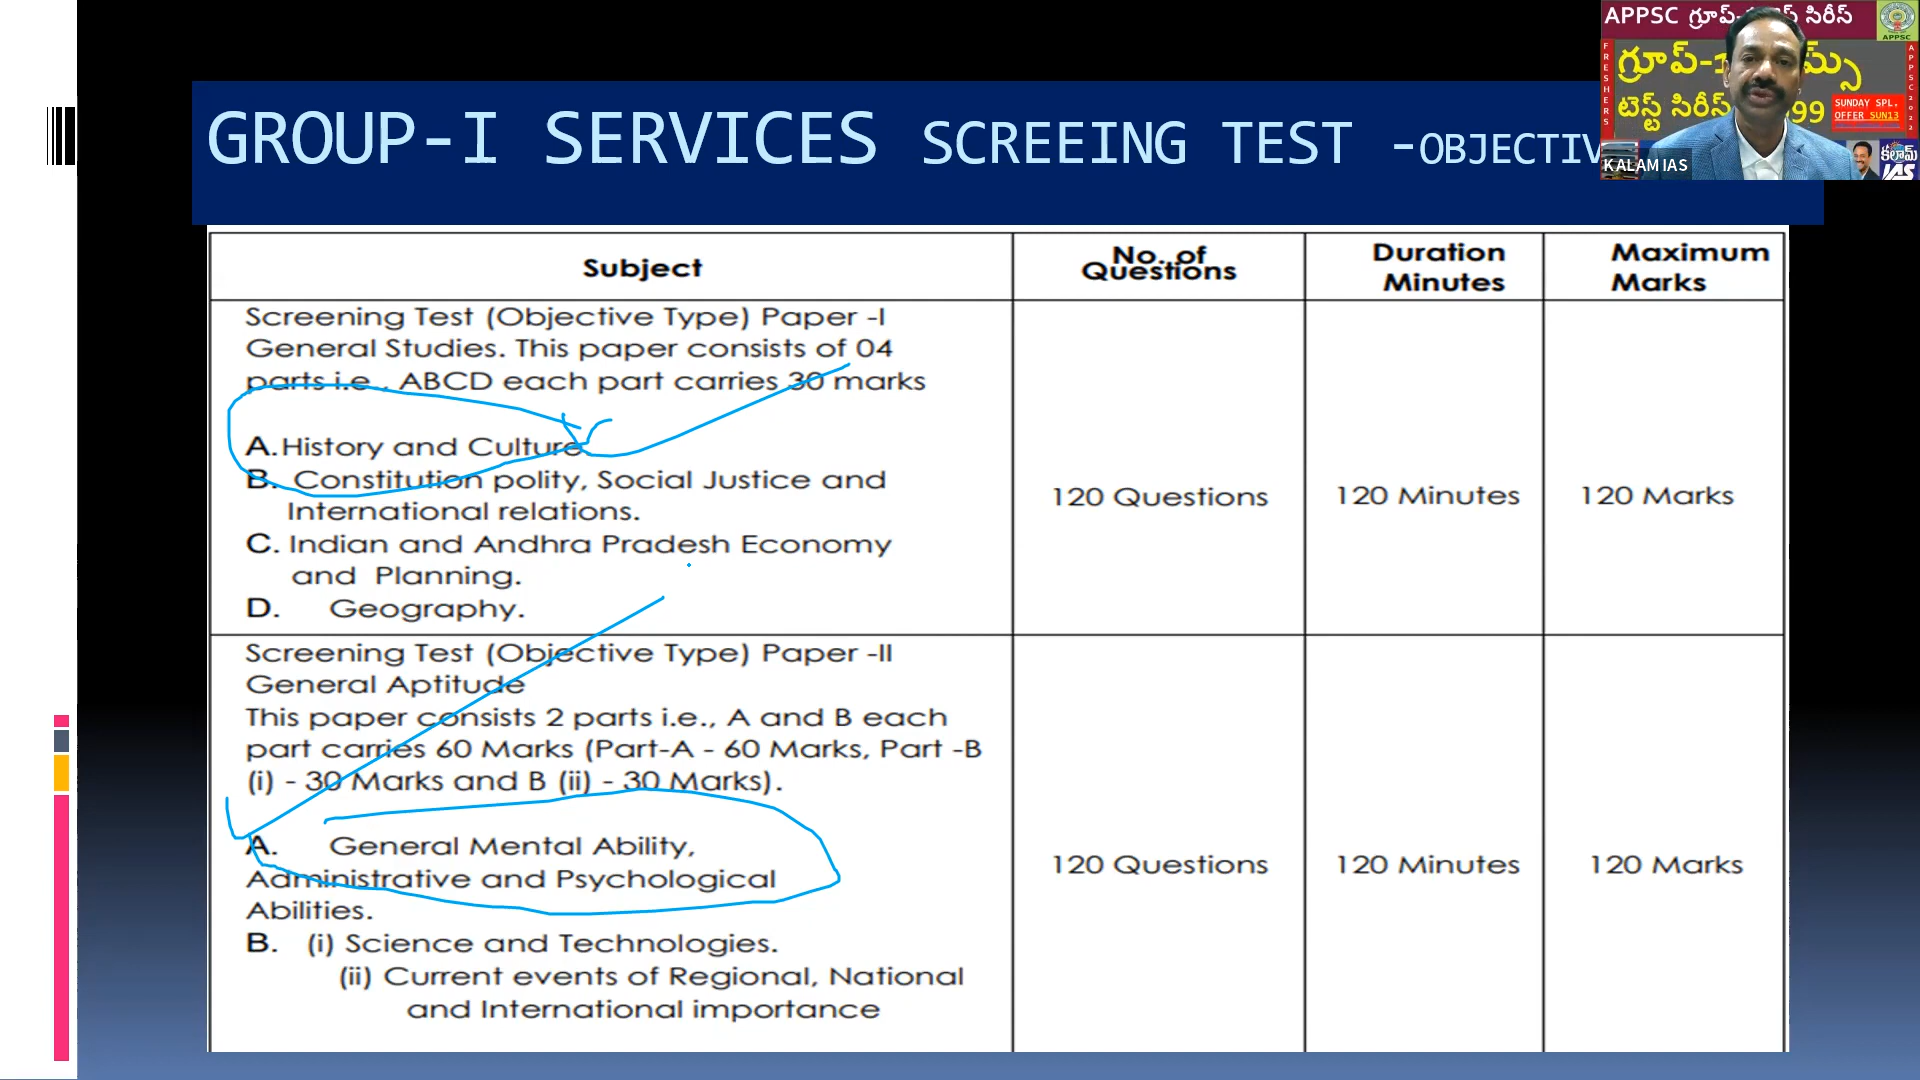 GROUP-I SERVICES SCREEING TEST -OBJECTIV
APPSC గ్రూప్- సిరీస్
APPSC
గ్రూప్-1
టెస్ట్ సిరీస్ 99
SUNDAY SPL.
OFFER SUN13
FRESHERS
APPSC2022
KALAM IAS
కలామ్
IAS
Subject
No. of
Questions
Duration
Minutes
Maximum
Marks
Screening Test (Objective Type) Paper -I
General Studies. This paper consists of 04
parts i.e., ABCD each part carries 30 marks
A.History and Culture
B. Constitution polity, Social Justice and
International relations.
C. Indian and Andhra Pradesh Economy
and Planning.
D. Geography.
120 Questions
120 Minutes
120 Marks
Screening Test (Objective Type) Paper -II
General Aptitude
This paper consists 2 parts i.e., A and B each
part carries 60 Marks (Part-A - 60 Marks, Part -B
(i) - 30 Marks and B (ii) - 30 Marks).
A. General Mental Ability,
Administrative and Psychological
Abilities.
B. (i) Science and Technologies.
(ii) Current events of Regional, National
and International importance
120 Questions
120 Minutes
120 Marks